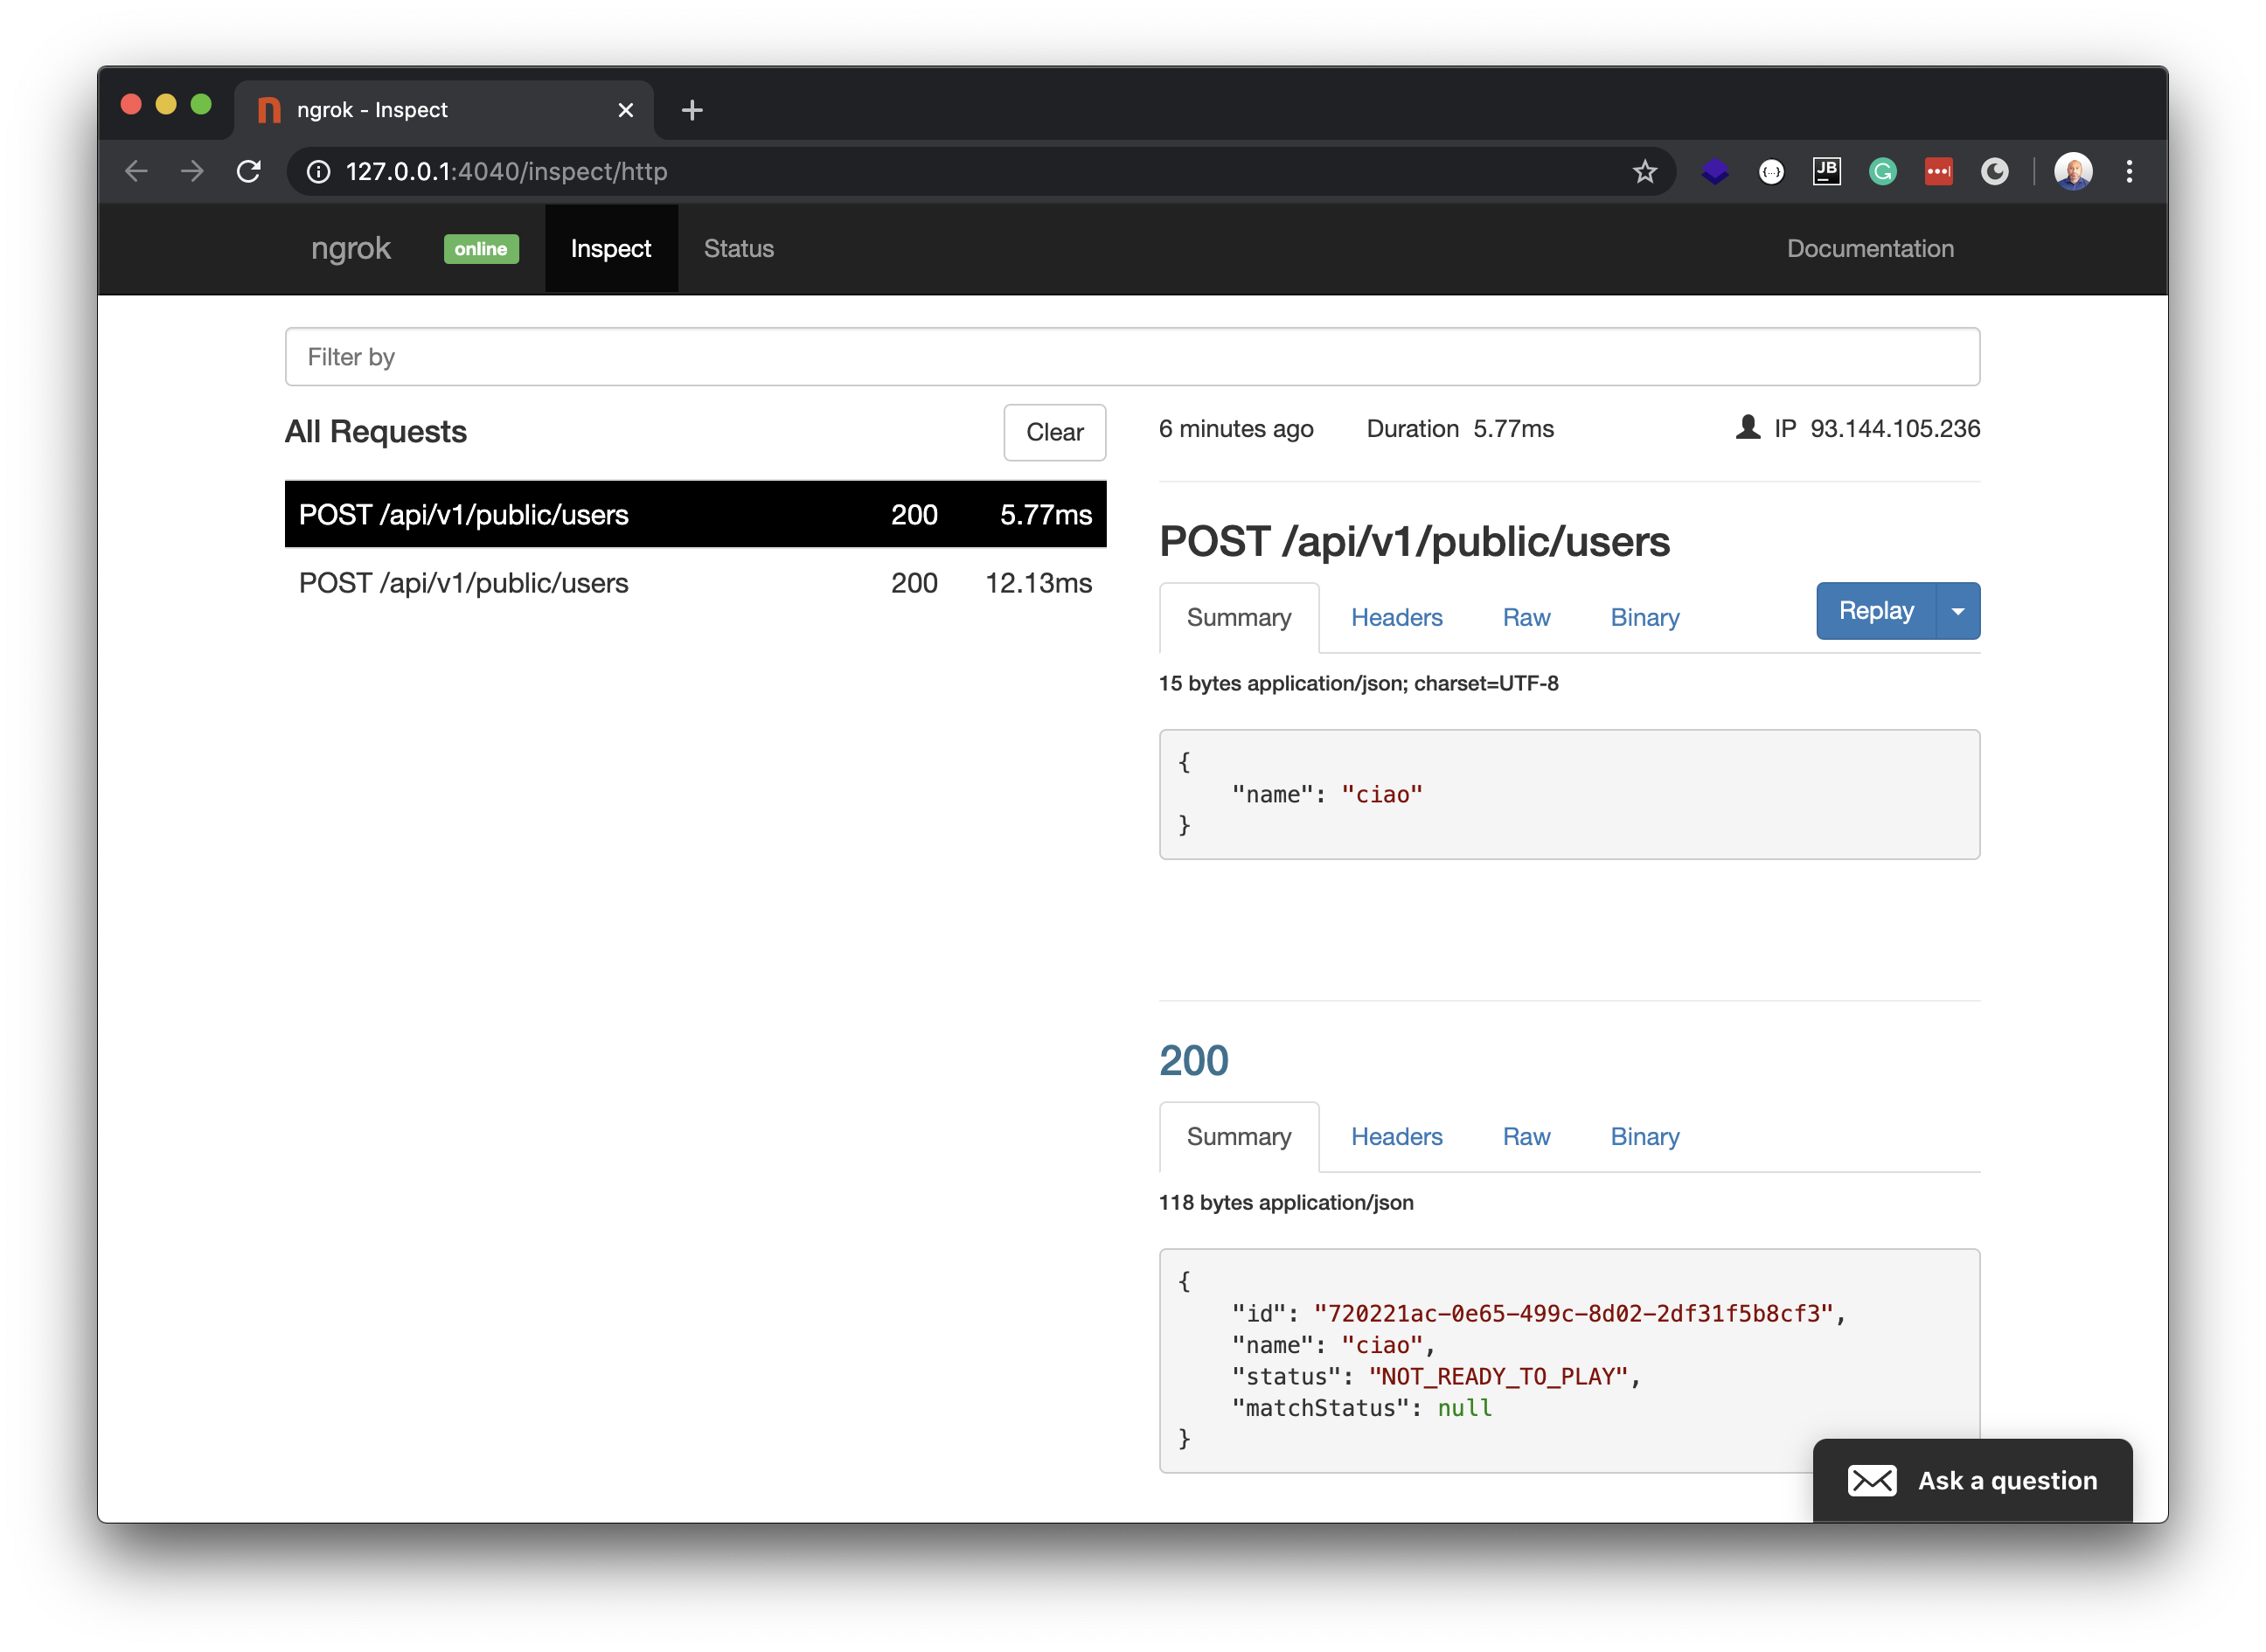 ngrok - Inspect
127.0.0.1:4040/inspect/http
JB
ngrok online Inspect Status Documentation
Filter by
All Requests Clear
POST /api/v1/public/users 200 5.77ms
POST /api/v1/public/users 200 12.13ms
6 minutes ago Duration 5.77ms IP 93.144.105.236
POST /api/v1/public/users
Summary Headers Raw Binary Replay
15 bytes application/json; charset=UTF-8
{
"name": "ciao"
}
200
Summary Headers Raw Binary
118 bytes application/json
{
"id": "720221ac-0e65-499c-8d02-2df31f5b8cf3",
"name": "ciao",
"status": "NOT_READY_TO_PLAY",
"matchStatus": null
}
Ask a question